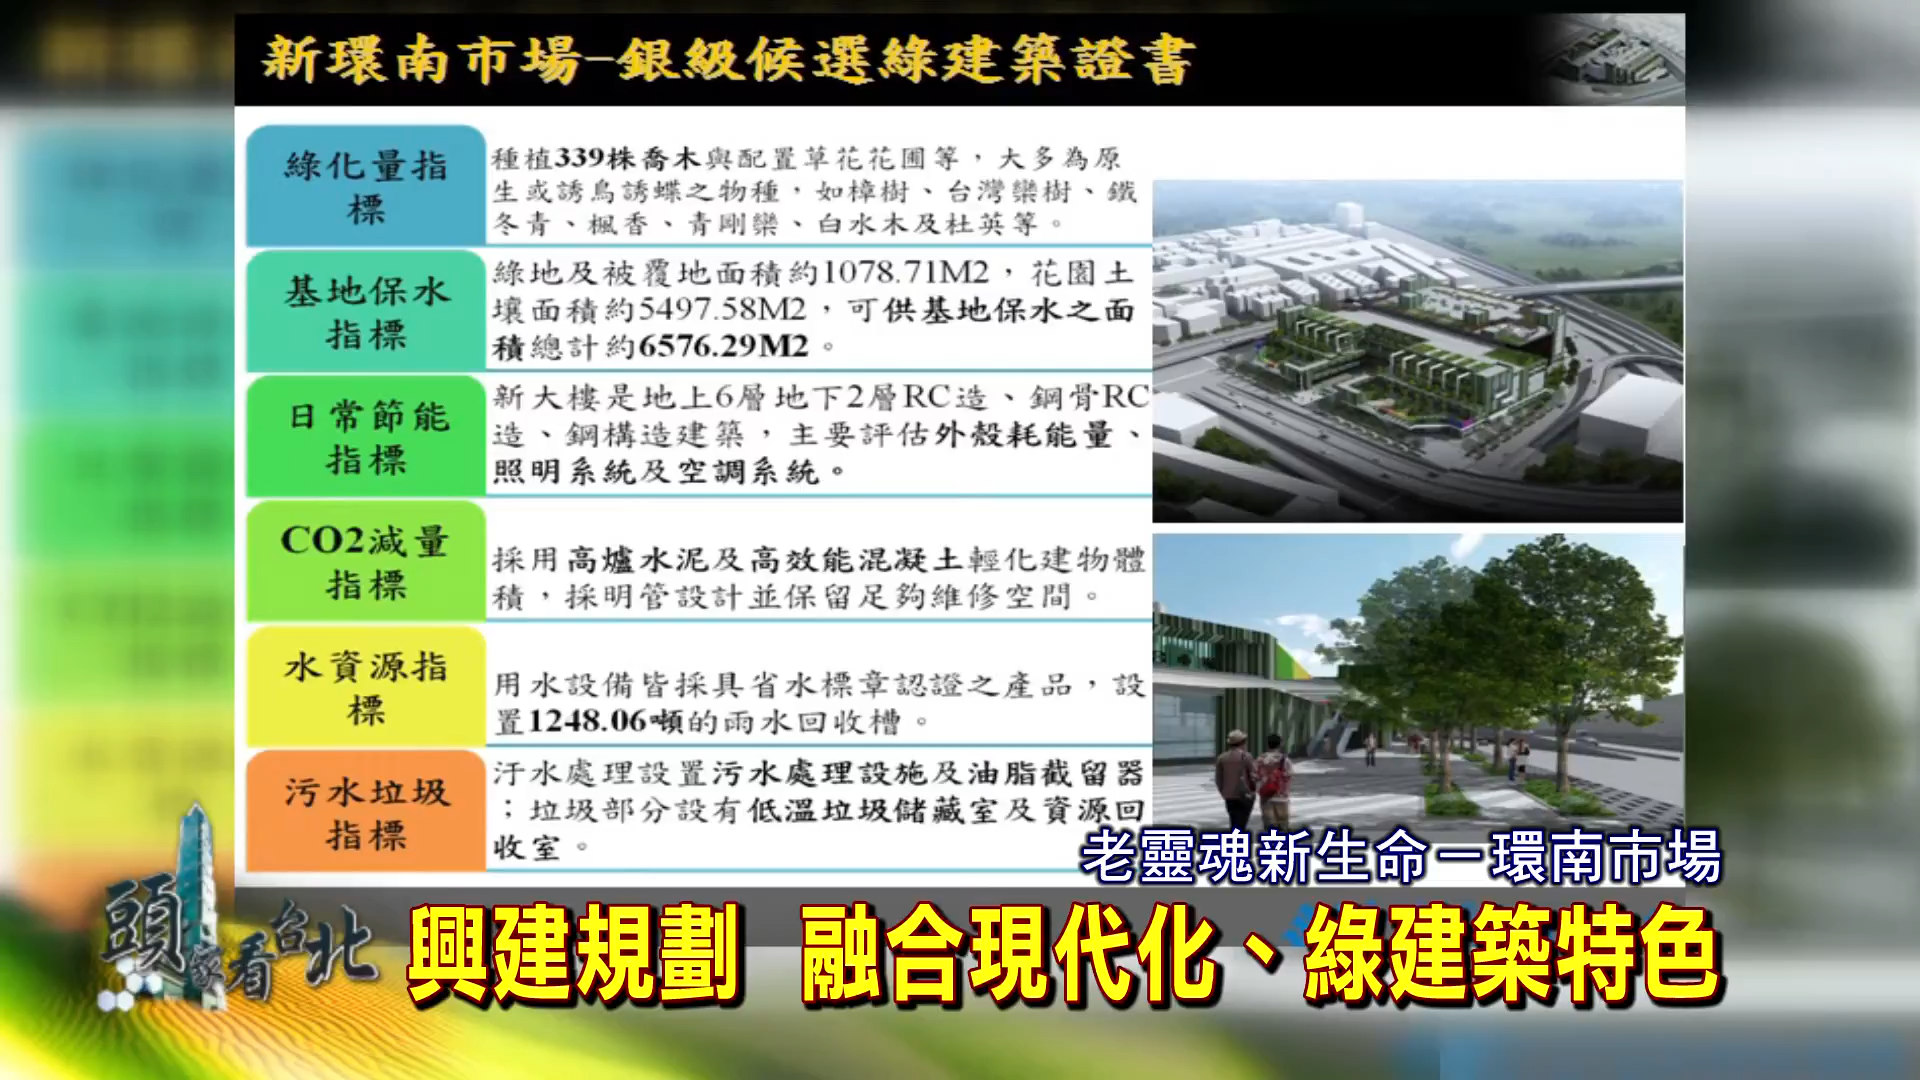 新環南市場-銀級候選綠建築證書
綠化量指
標
種植339株喬木與配置草花花圃等，大多為原
生或誘鳥誘蝶之物種，如樟樹、台灣欒樹、鐵
冬青、楓香、青剛欒、白水木及杜英等。
基地保水
指標
綠地及被覆地面積約1078.71M2，花園土
壤面積約5497.58M2，可供基地保水之面
積總計約6576.29M2。
日常節能
指標
新大樓是地上6層地下2層RC造、鋼骨RC
造、鋼構造建築，主要評估外殼耗能量、
照明系統及空調系統。
CO2減量
指標
採用高爐水泥及高效能混凝土輕化建物體
積，採明管設計並保留足夠維修空間。
水資源指
標
用水設備皆採具省水標章認證之產品，設
置1248.06噸的雨水回收槽。
污水垃圾
指標
汙水處理設置污水處理設施及油脂截留器
；垃圾部分設有低溫垃圾儲藏室及資源回
收室。
老靈魂新生命－環南市場
頭家看台北
興建規劃 融合現代化、綠建築特色